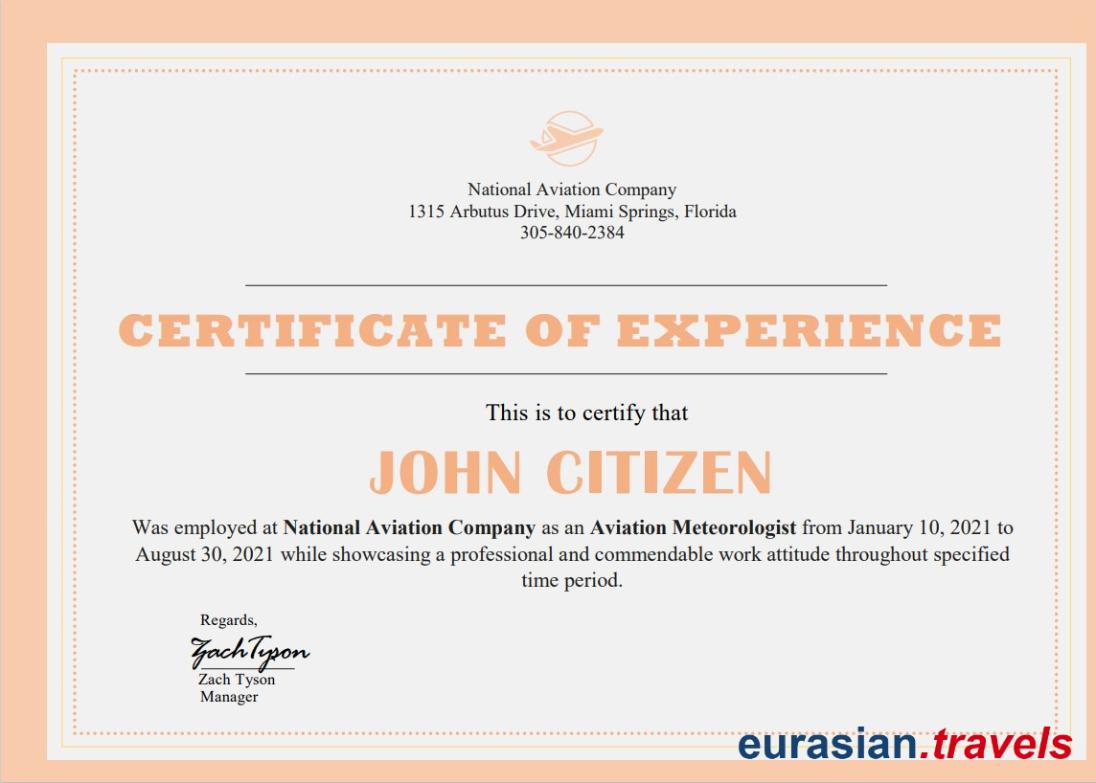 National Aviation Company
1315 Arbutus Drive, Miami Springs, Florida
305-840-2384
CERTIFICATE OF EXPERIENCE
This is to certify that
JOHN CITIZEN
Was employed at National Aviation Company as an Aviation Meteorologist from January 10, 2021 to
August 30, 2021 while showcasing a professional and commendable work attitude throughout specified
time period.
Regards,
Zach Tyson
Zach Tyson
Manager
eurasian.travels